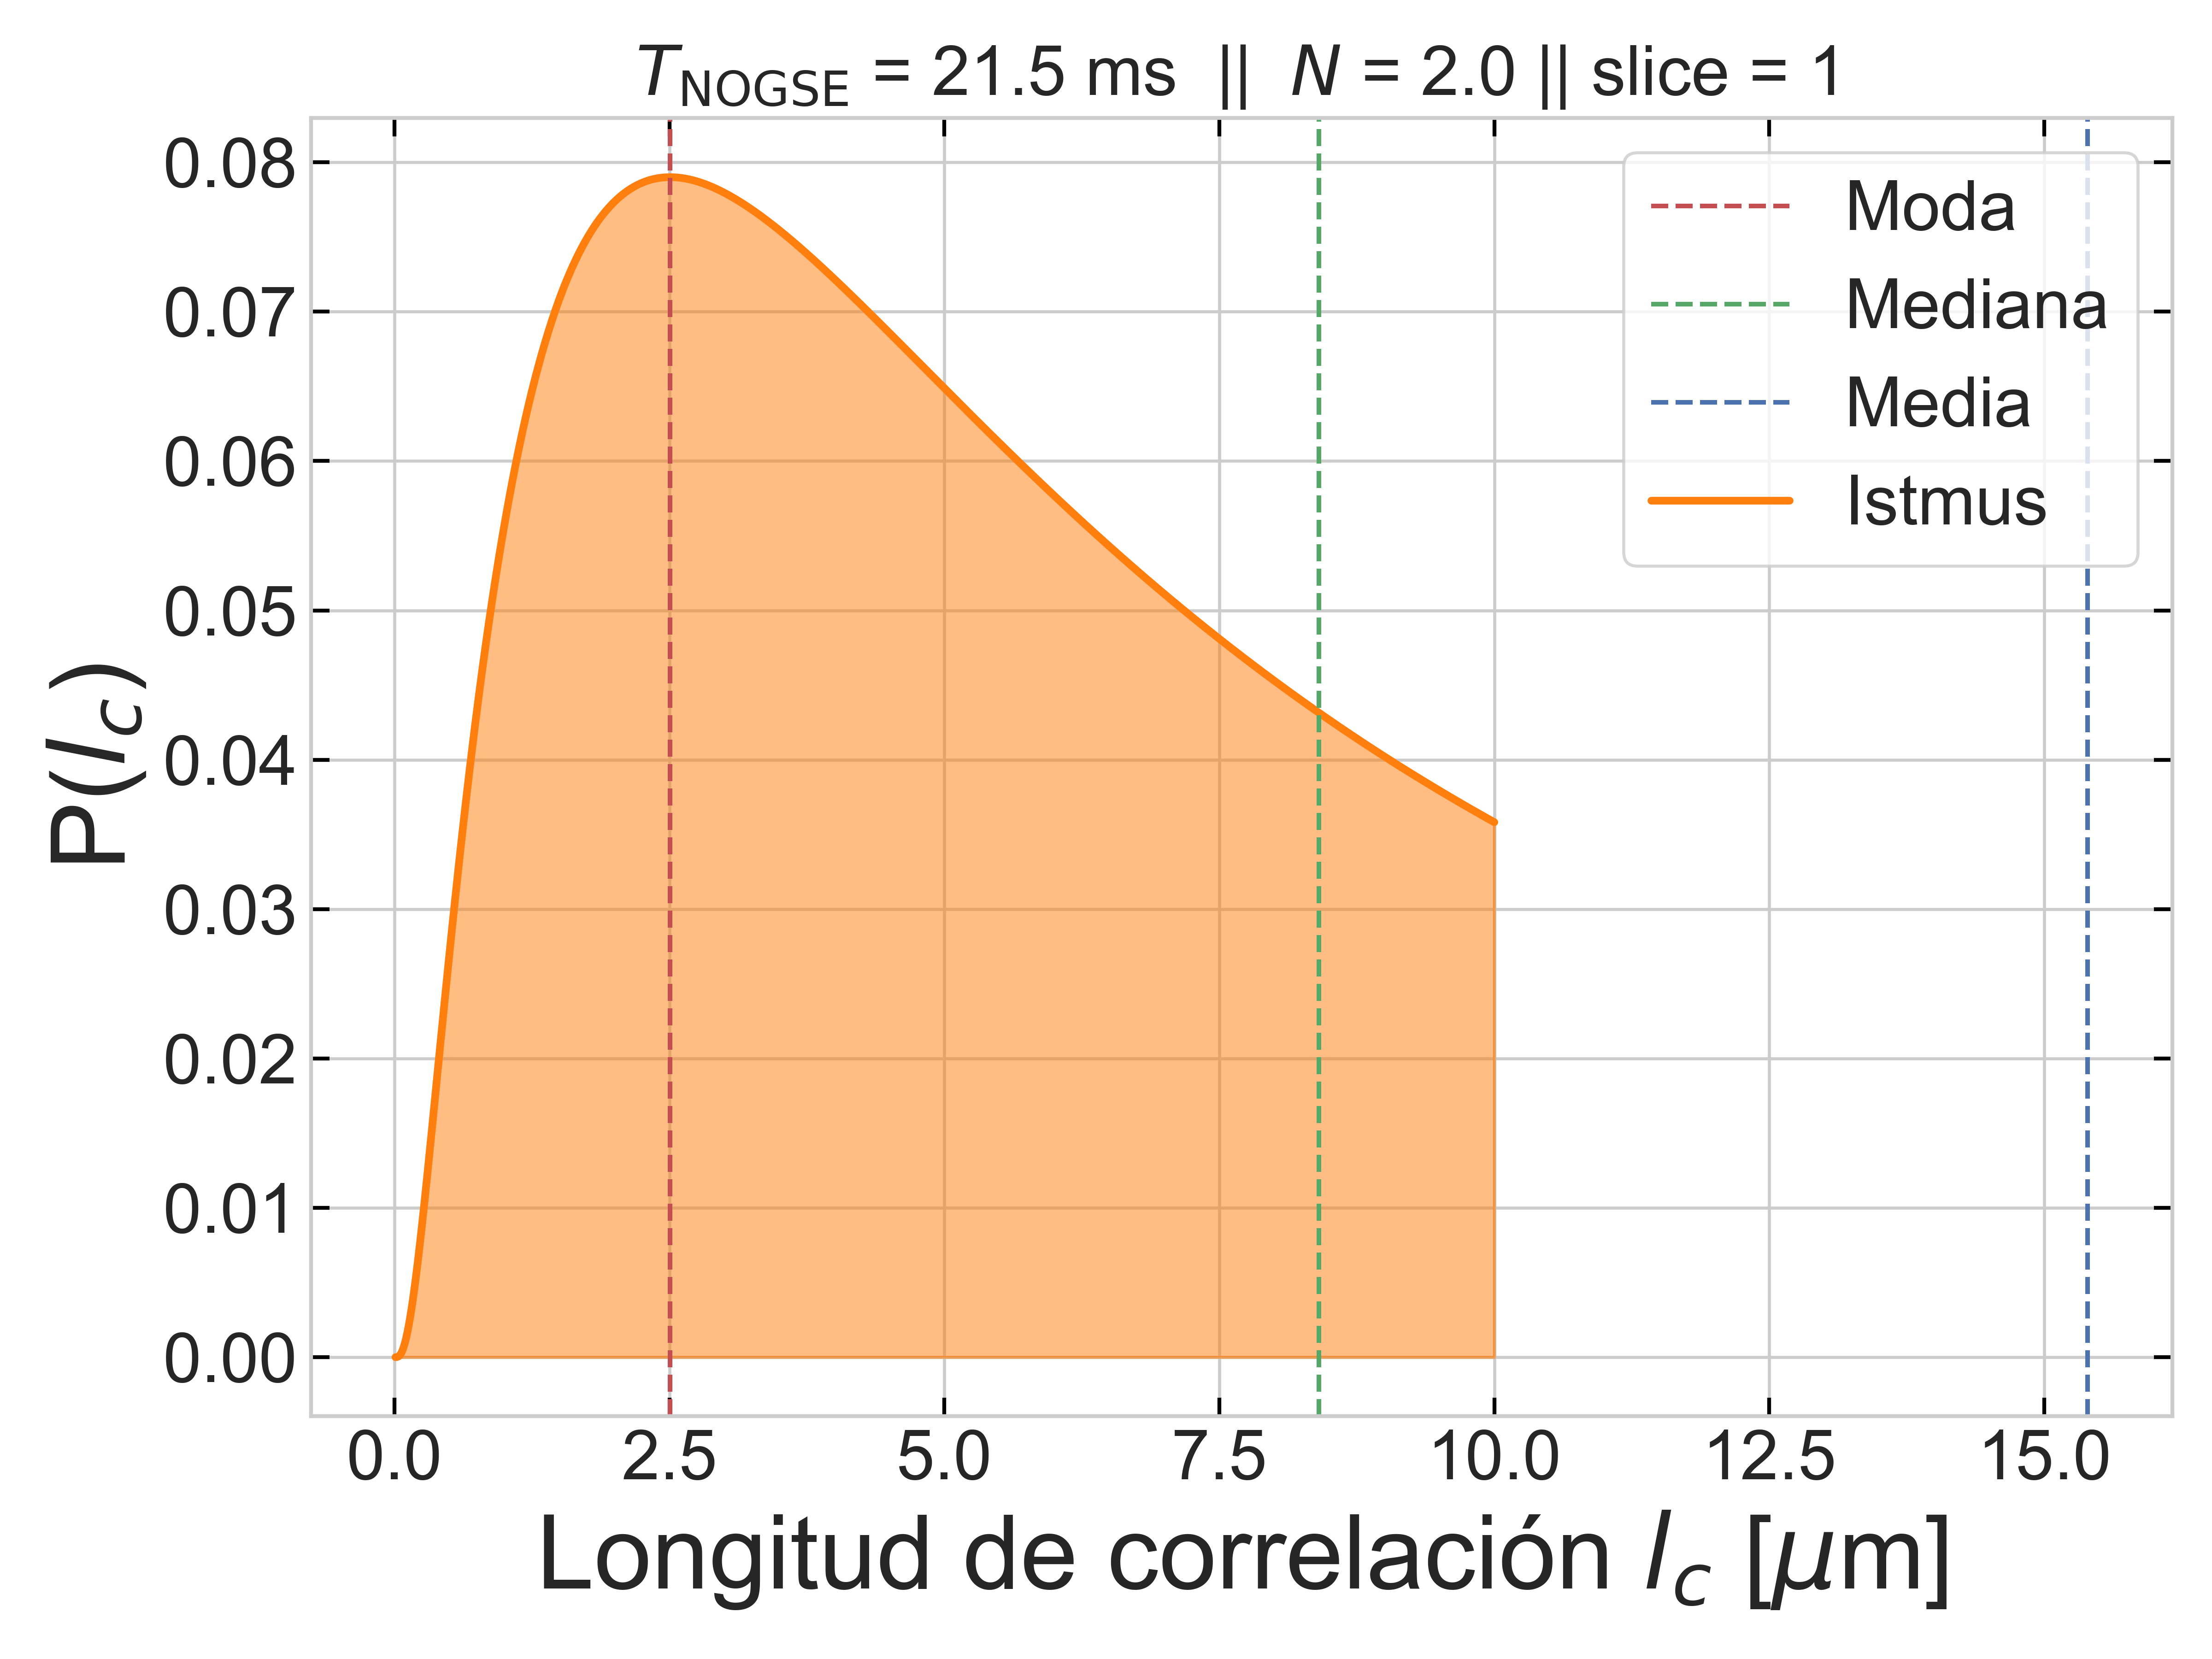 T_NOGSE = 21.5 ms || N = 2.0 || slice = 1
P(l_c)
0.08
0.07
0.06
0.05
0.04
0.03
0.02
0.01
0.00
Moda
Mediana
Media
Istmus
0.0 2.5 5.0 7.5 10.0 12.5 15.0
Longitud de correlación l_c [μm]